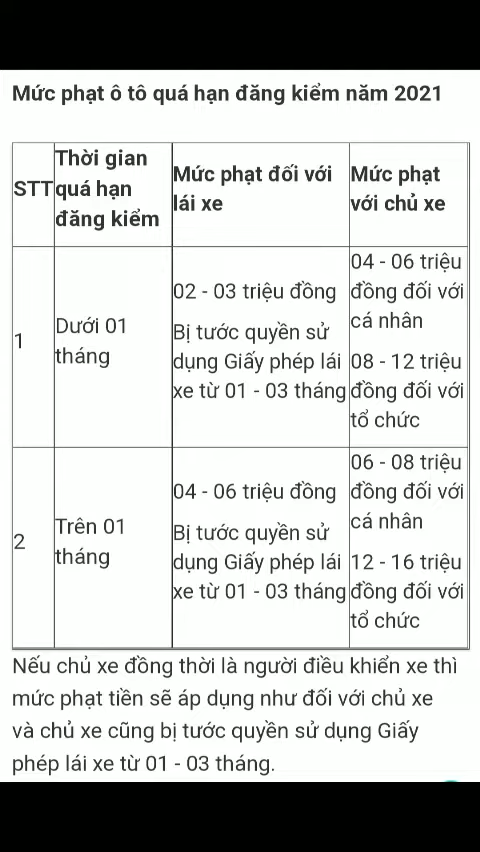 Mức phạt ô tô quá hạn đăng kiểm năm 2021
STT
Thời gian
quá hạn
đăng kiểm
Mức phạt đối với
lái xe
Mức phạt
với chủ xe
1
Dưới 01
tháng
02 - 03 triệu đồng
Bị tước quyền sử
dụng Giấy phép lái
xe từ 01 - 03 tháng
04 - 06 triệu
đồng đối với
cá nhân
08 - 12 triệu
đồng đối với
tổ chức
2
Trên 01
tháng
04 - 06 triệu đồng
Bị tước quyền sử
dụng Giấy phép lái
xe từ 01 - 03 tháng
06 - 08 triệu
đồng đối với
cá nhân
12 - 16 triệu
đồng đối với
tổ chức
Nếu chủ xe đồng thời là người điều khiển xe thì
mức phạt tiền sẽ áp dụng như đối với chủ xe
và chủ xe cũng bị tước quyền sử dụng Giấy
phép lái xe từ 01 - 03 tháng.